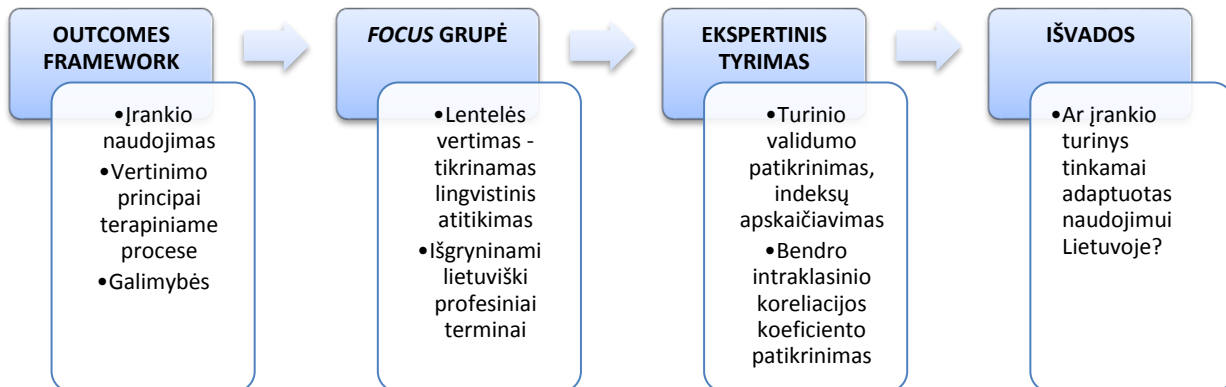 OUTCOMES
FRAMEWORK
•Įrankio
naudojimas
•Vertinimo
principai
terapiniame
procese
•Galimybės
FOCUS GRUPĖ
•Lentelės
vertimas -
tikrinamas
lingvistinis
atitikimas
•Išgryninami
lietuviški
profesiniai
terminai
EKSPERTINIS
TYRIMAS
•Turinio
validumo
patikrinimas,
indeksų
apskaičiavimas
•Bendro
intraklasinio
koreliacijos
koeficiento
patikrinimas
IŠVADOS
•Ar įrankio
turinys
tinkamai
adaptuotas
naudojimui
Lietuvoje?